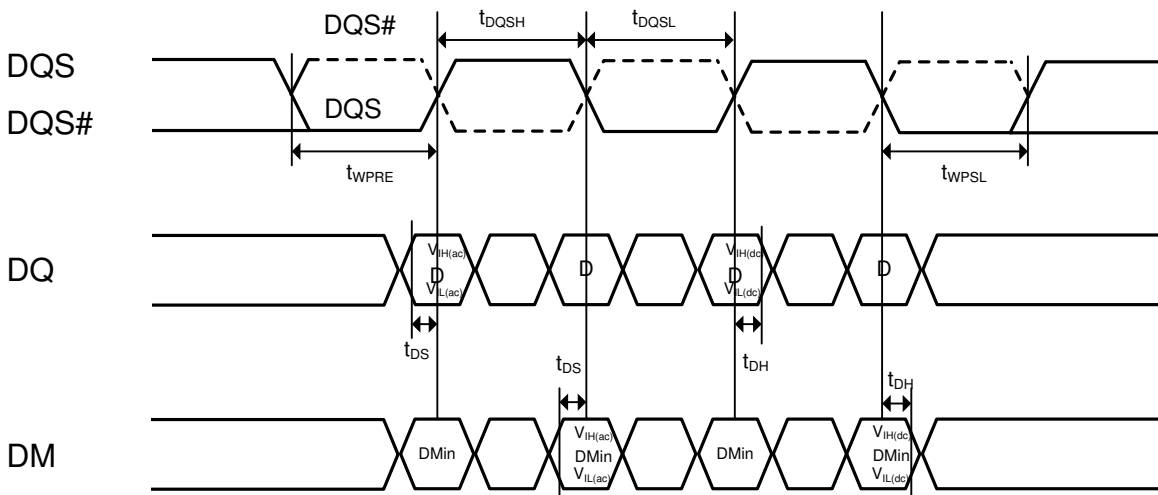 DQS#
tDQSH
tDQSL
DQS
DQS
DQS#
tWPRE
tWPSL
DQ
VIH(ac)
D
VIL(ac)
D
VIH(dc)
D
VIL(dc)
D
tDS
tDS
tDH
tDH
DM
DMin
VIH(ac)
DMin
VIL(ac)
DMin
VIH(dc)
DMin
VIL(dc)